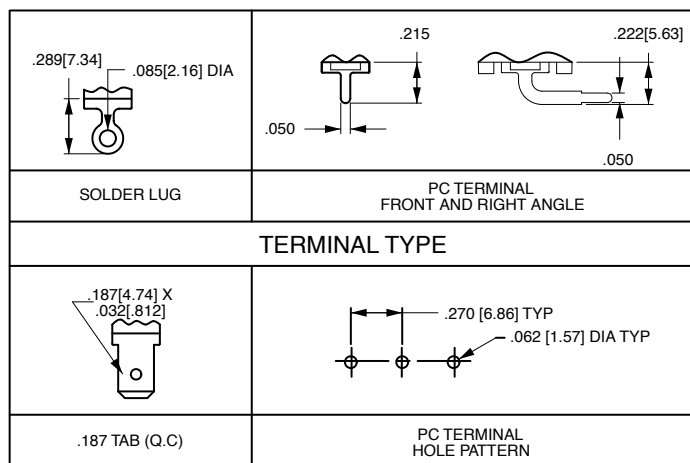 .289[7.34]
.085[2.16] DIA
.215
.222[5.63]
.050
.050
SOLDER LUG
PC TERMINAL
FRONT AND RIGHT ANGLE
TERMINAL TYPE
.187[4.74] X
.032[.812]
.270 [6.86] TYP
.062 [1.57] DIA TYP
.187 TAB (Q.C)
PC TERMINAL
HOLE PATTERN